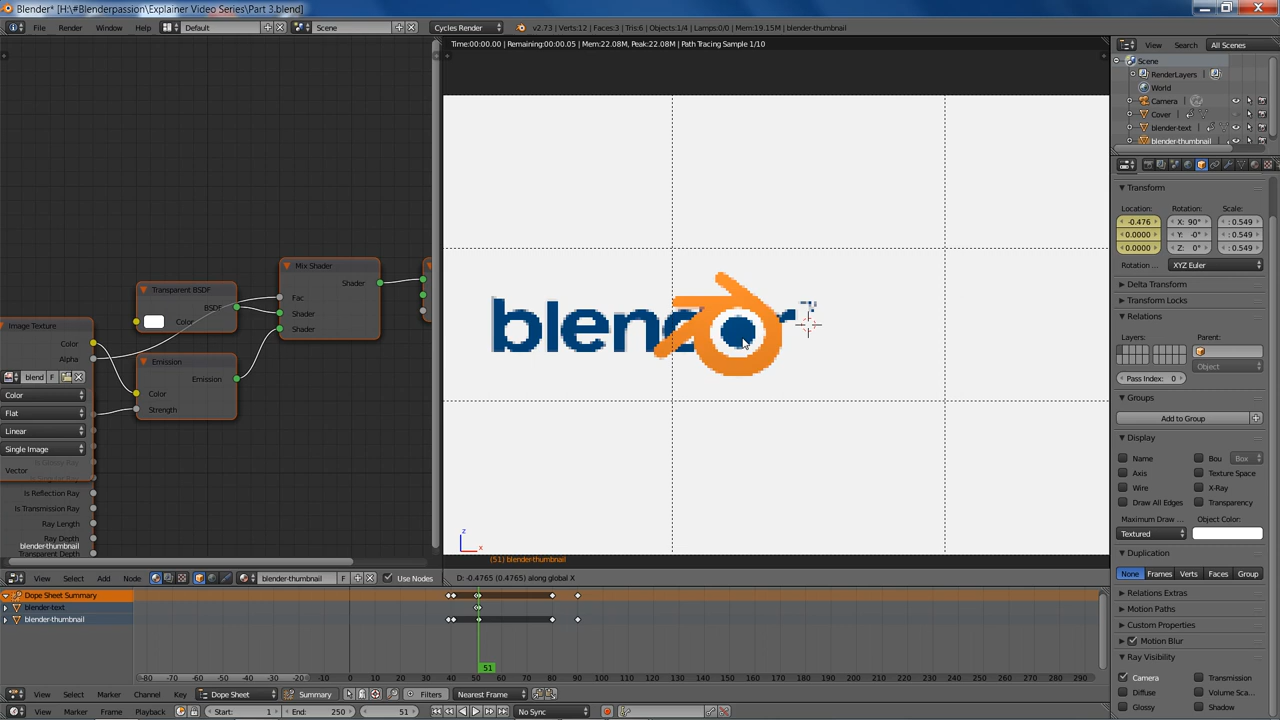 Blender* [H:\#Blenderpassion\Explainer Video Series\Part 3.blend]
File Render Window Help Default Scene Cycles Render v2.73 | Verts:12 | Faces:3 | Tris:6 | Objects:1/4 | Lamps:0/0 | Mem:19.15M | blender-thumbnail
View Search All Scenes
Time:00:00.00 | Remaining:00:00.05 | Mem:22.08M, Peak:22.08M | Path Tracing Sample 1/10
Scene
RenderLayers
World
Camera
Cover
blender-text
blender-thumbnail
Transform
Location: Rotation: Scale:
-0.476 X: 90° : 0.549
0.0000 Y: -0° : 0.549
0.0000 Z: 0° : 0.549
Rotation ... XYZ Euler
Delta Transform
Transform Locks
Relations
Layers: Parent:
Object
Pass Index: 0
Groups
Add to Group
Display
Name Bou Box
Axis Texture Space
Wire X-Ray
Draw All Edges Transparency
Maximum Draw ... Object Color:
Textured
Duplication
None Frames Verts Faces Group
Relations Extras
Motion Paths
Custom Properties
Motion Blur
Ray Visibility
Camera Transmission
Diffuse Volume Sca...
Glossy Shadow
Mix Shader
Shader
Fac
Shader
Shader
Transparent BSDF
BSDF
Color
Image Texture
Color
Alpha
blend F
Color
Flat
Linear
Single Image
Vector
Emission
Emission
Color
Strength
Is Reflection Ray
Is Transmission Ray
Ray Length
Ray Depth
blender-thumbnail
Transparent Depth
z
x
(51) blender-thumbnail
View Select Add Node blender-thumbnail F Use Nodes
D: -0.4765 (0.4765) along global X
Dope Sheet Summary
blender-text
blender-thumbnail
51
-80 -70 -60 -50 -40 -30 -20 -10 0 10 20 30 40 50 60 70 80 90 100 110 120 130 140 150 160 170 180 190 200 210 220 230 240 250 260 270 280 290
View Select Marker Channel Key Dope Sheet Summary Filters Nearest Frame
View Marker Frame Playback Start: 1 End: 250 51 No Sync